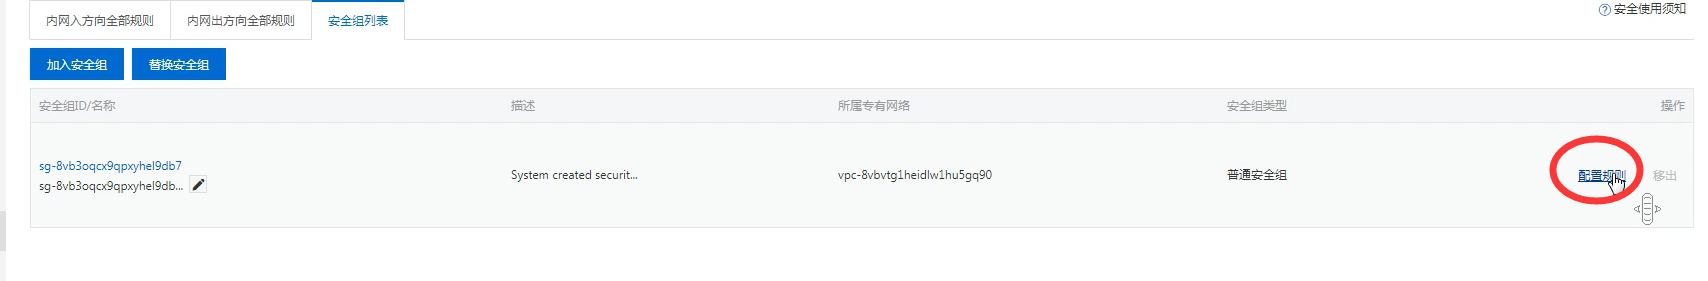 内网入方向全部规则 内网出方向全部规则 安全组列表 安全使用须知
加入安全组 替换安全组
安全组ID/名称 描述 所属专有网络 安全组类型 操作
sg-8vb3oqcx9qpxyhel9db7
sg-8vb3oqcx9qpxyhel9db... System created securit... vpc-8vbvtg1heidlw1hu5gq90 普通安全组 配置规则 移出